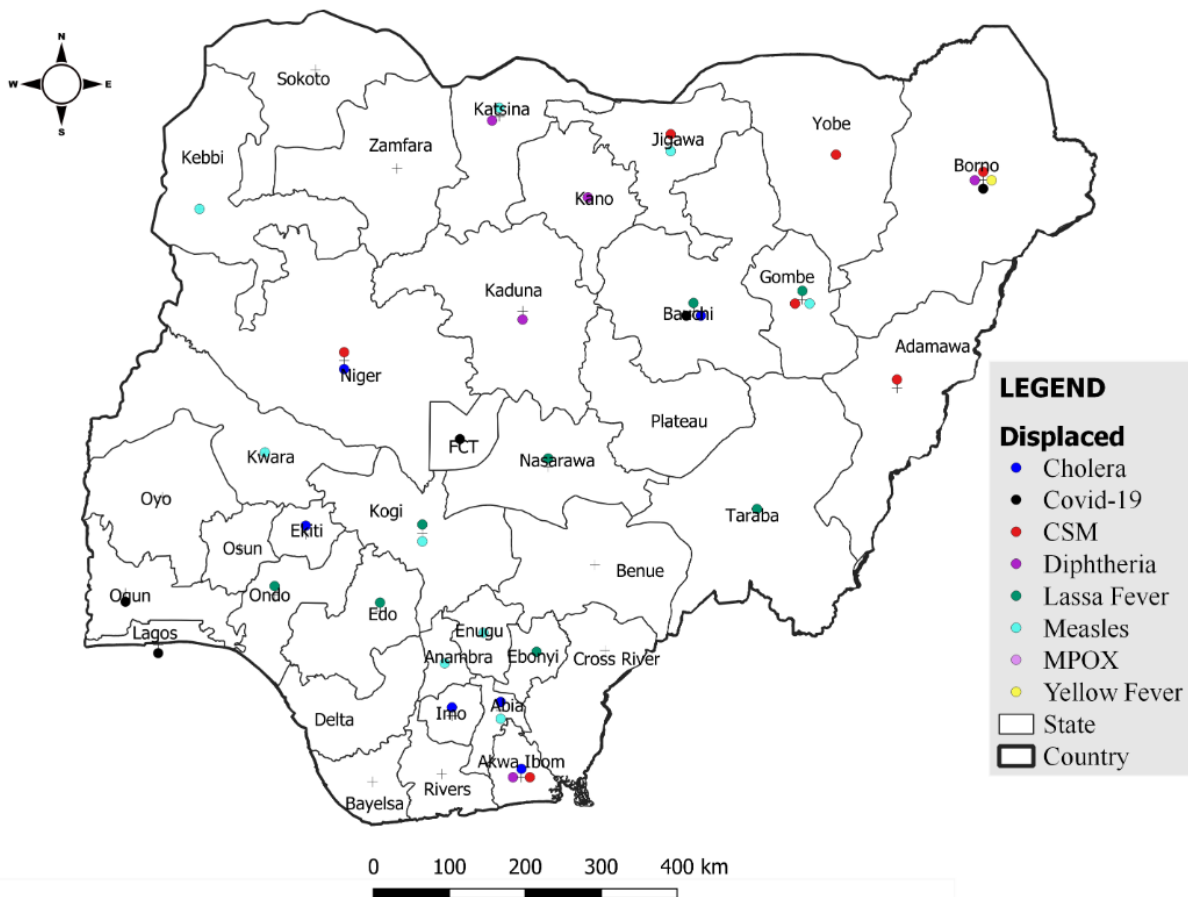 N
W E
S
Sokoto
Katsina
Zamfara
Kebbi
Jigawa
Yobe
Borno
Kano
Gombe
Kaduna
Bauchi
Adamawa
Niger
Plateau
FCT
Nasarawa
Kwara
Oyo
Kogi
Taraba
Ekiti
Osun
Benue
Ogun
Ondo
Edo
Lagos
Enugu
Anambra
Ebonyi
Cross River
Delta
Imo
Abia
Akwa Ibom
Rivers
Bayelsa
LEGEND
Displaced
Cholera
Covid-19
CSM
Diphtheria
Lassa Fever
Measles
MPOX
Yellow Fever
State
Country
0 100 200 300 400 km